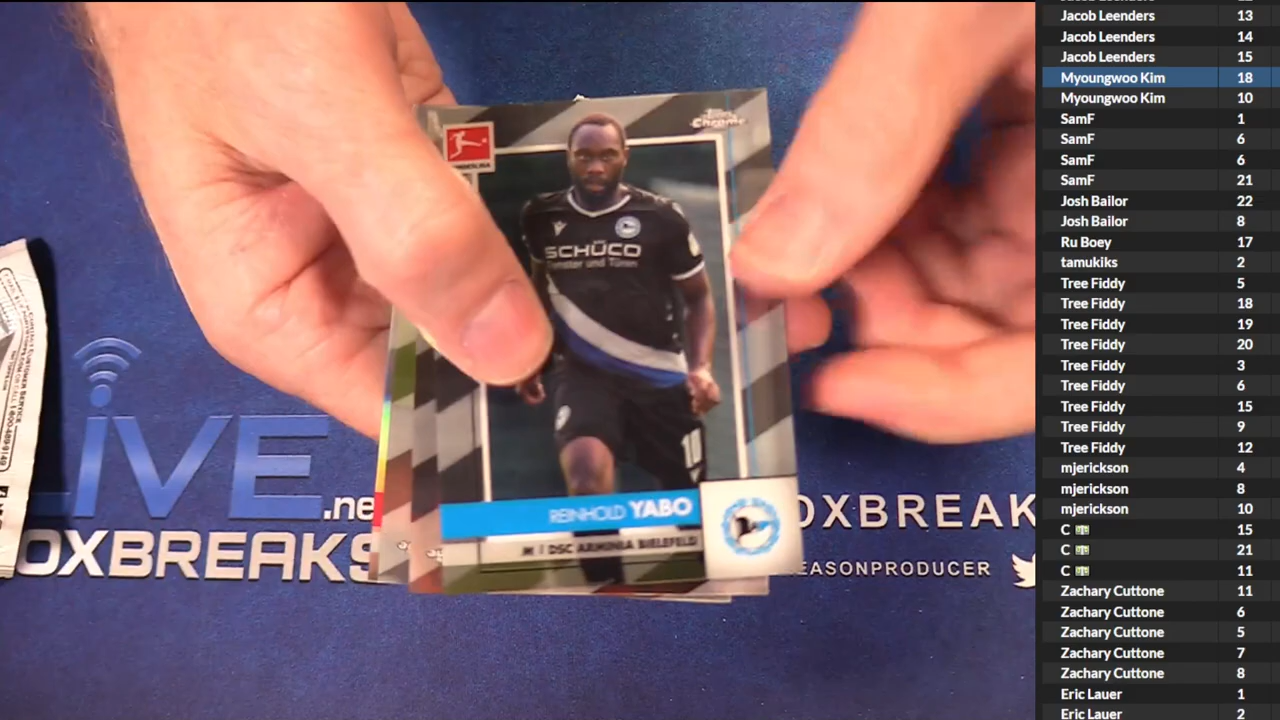 Jacob Leenders 13
Jacob Leenders 14
Jacob Leenders 15
Myoungwoo Kim 18
Myoungwoo Kim 10
SamF 1
SamF 6
SamF 6
SamF 21
Josh Bailor 22
Josh Bailor 8
Ru Boey 17
tamukiks 2
Tree Fiddy 5
Tree Fiddy 18
Tree Fiddy 19
Tree Fiddy 20
Tree Fiddy 3
Tree Fiddy 6
Tree Fiddy 15
Tree Fiddy 9
Tree Fiddy 12
mjerickson 4
mjerickson 8
mjerickson 10
C 15
C 21
C 11
Zachary Cuttone 11
Zachary Cuttone 6
Zachary Cuttone 5
Zachary Cuttone 7
Zachary Cuttone 8
Eric Lauer 1
Eric Lauer 2
Topps
Chrome
SCHÜCO
Fenster und Türen
REINHOLD YABO
M | DSC ARMINIA BIELEFELD
LIVE.ne
OXBREAKS
OXBREAK
EASONPRODUCER